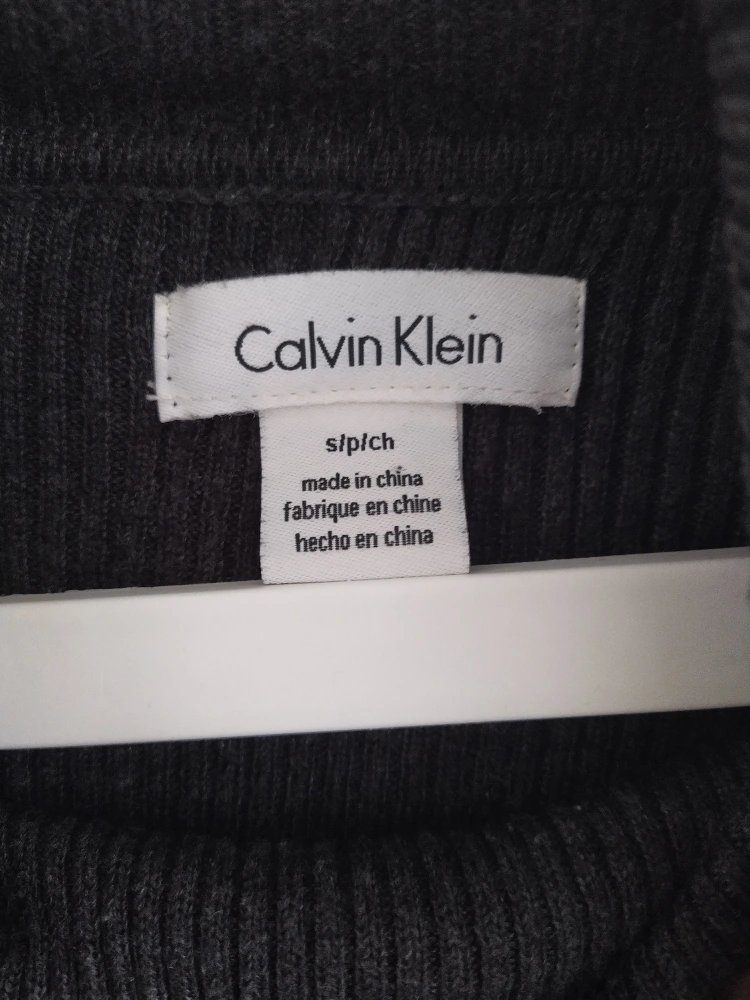 Calvin Klein
s/p/ch
made in china
fabrique en chine
hecho en china